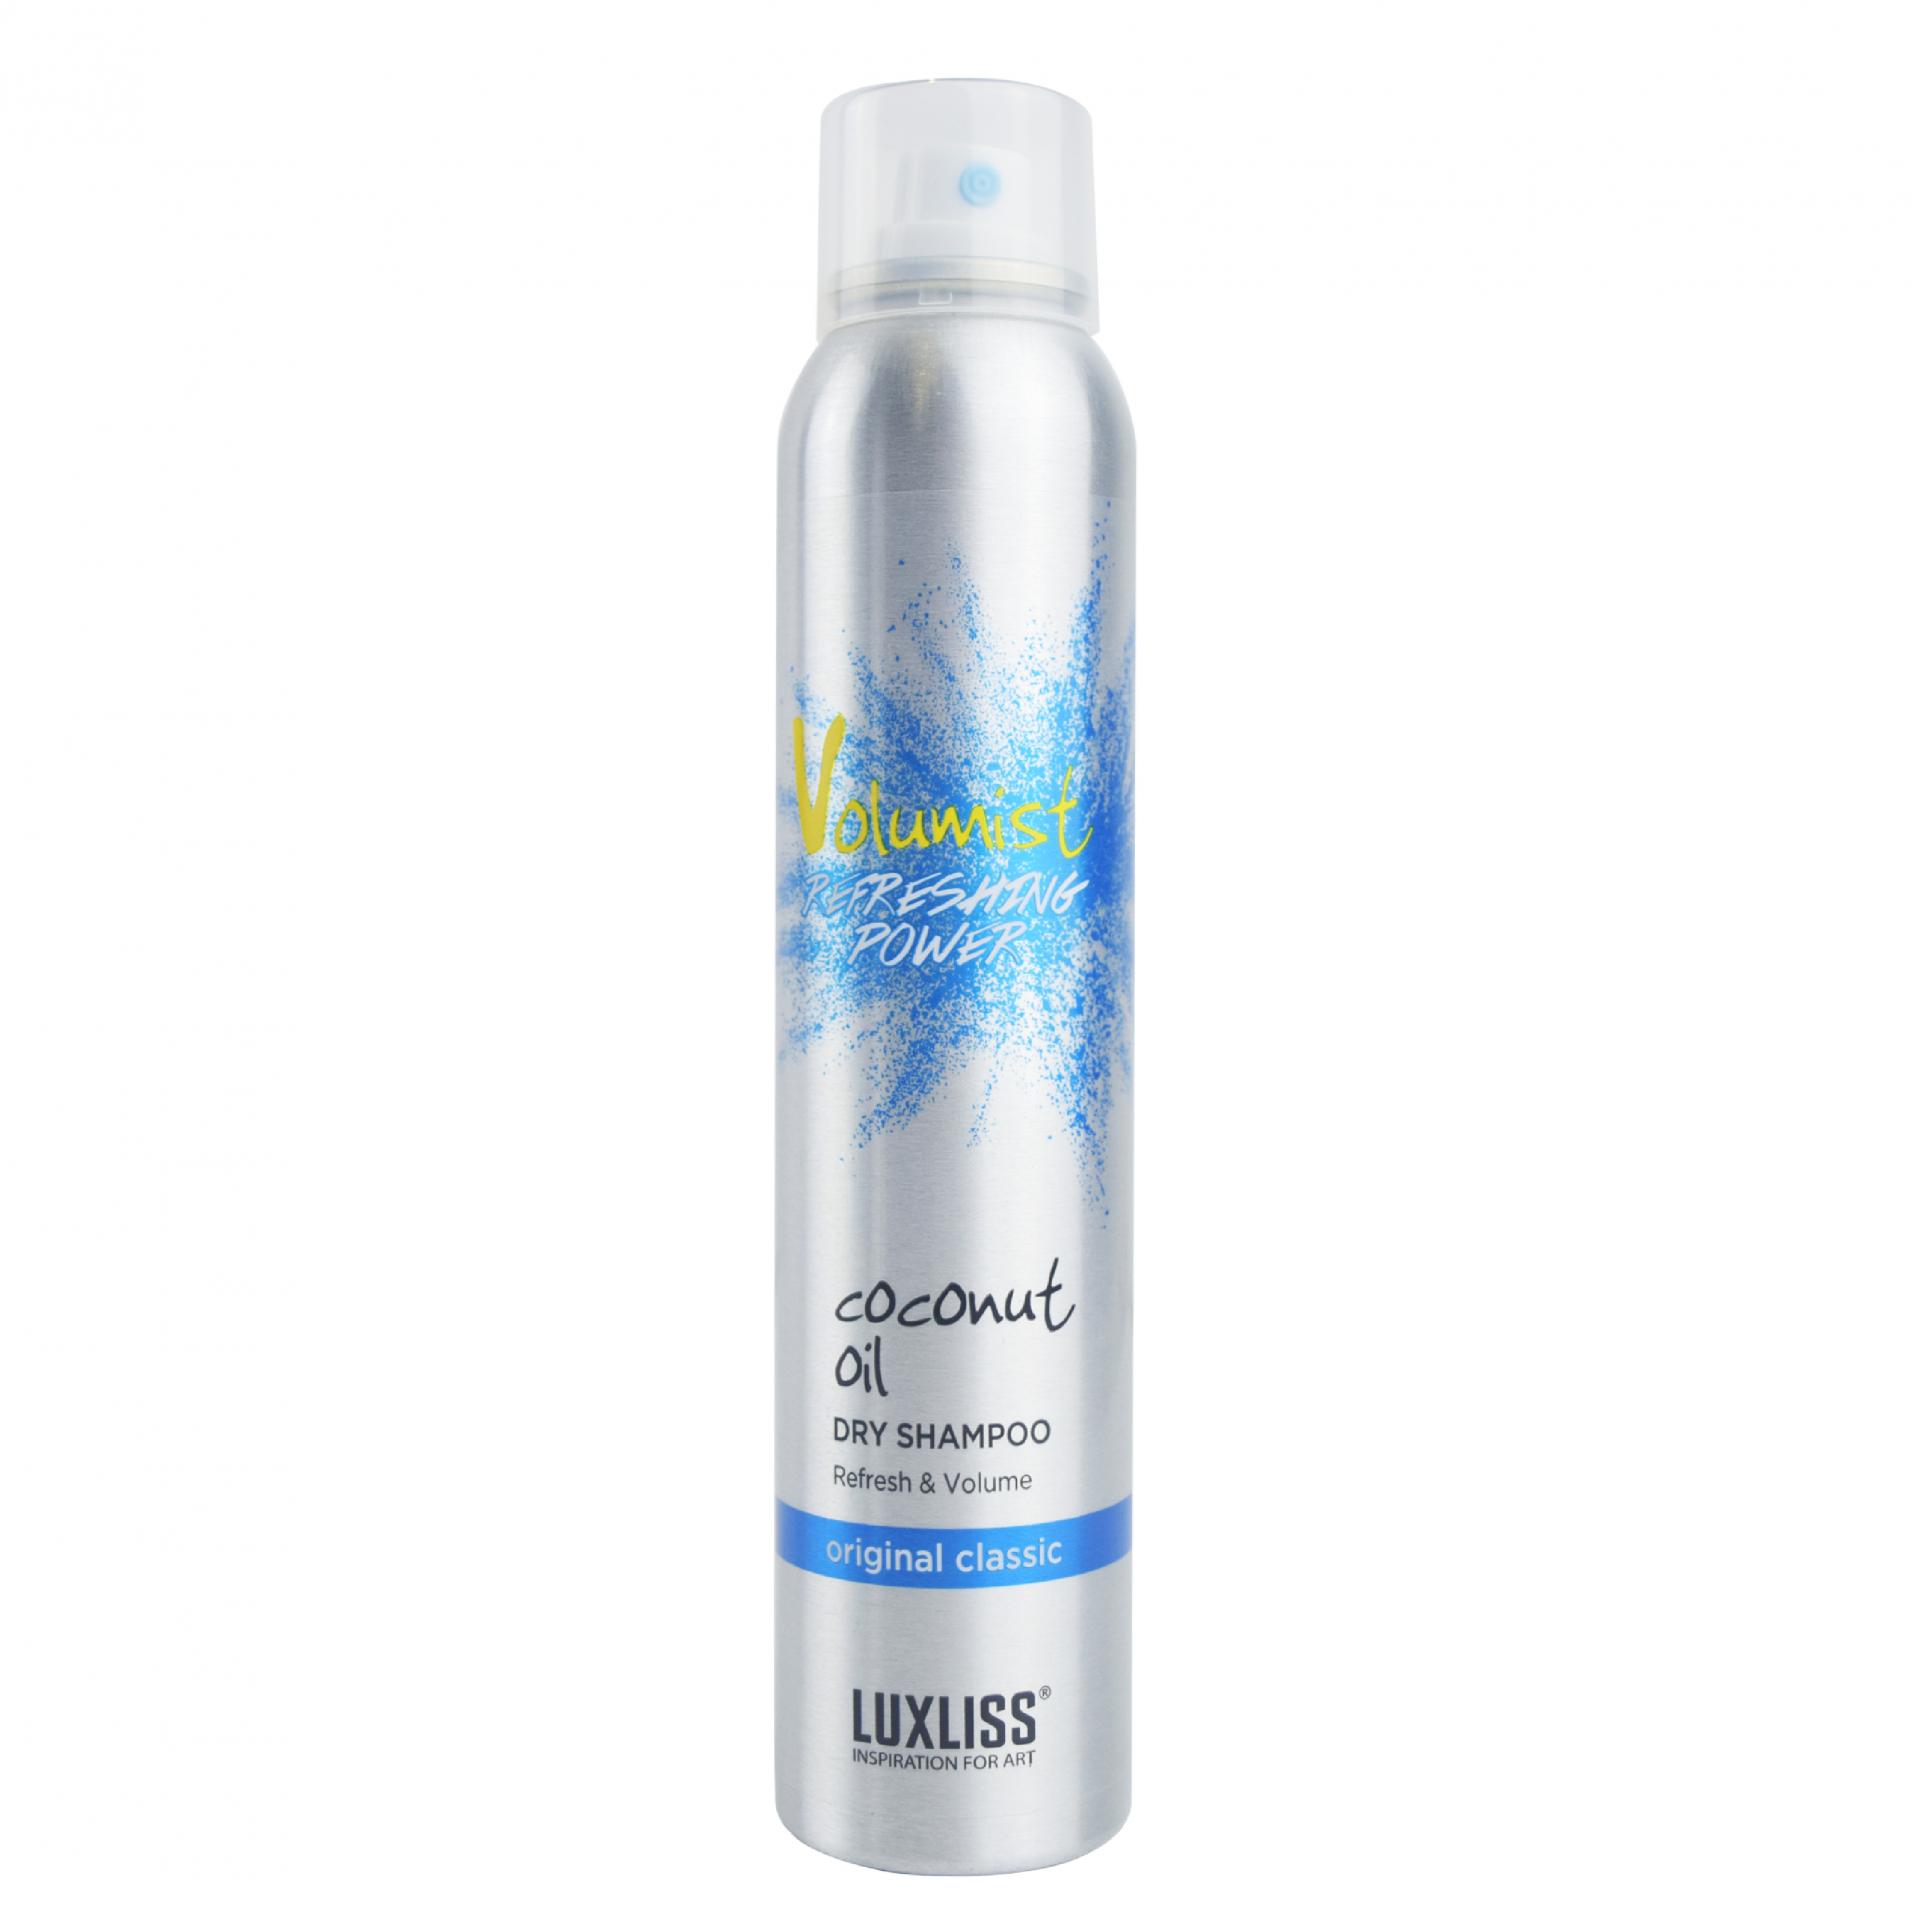 Volumist
REFRESHING
POWER
coconut
oil
DRY SHAMPOO
Refresh & Volume
original classic
LUXLISS®
INSPIRATION FOR ART